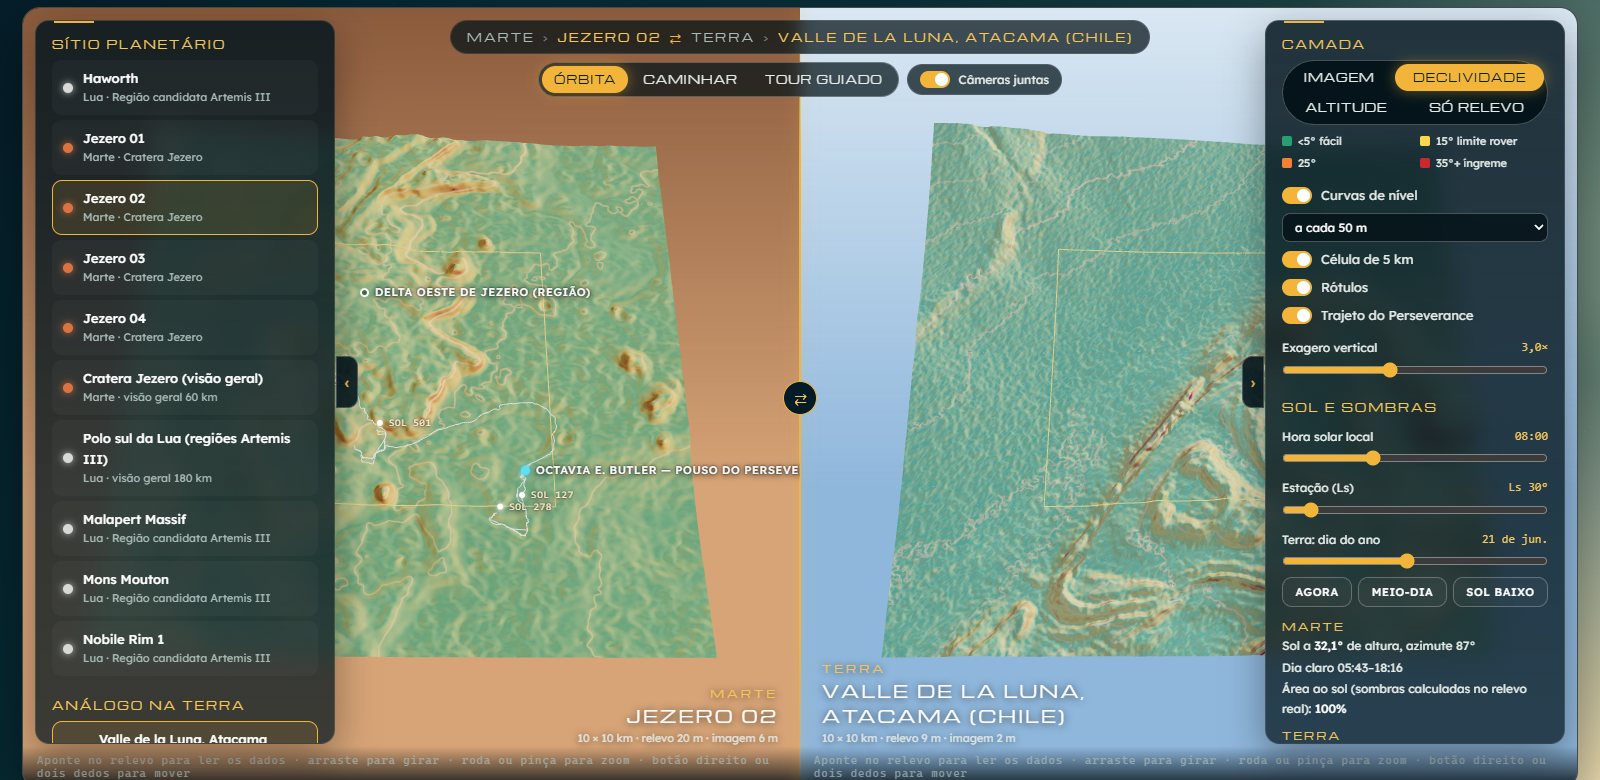 SÍTIO PLANETÁRIO
Haworth
Lua · Região candidata Artemis III
Jezero 01
Marte · Cratera Jezero
Jezero 02
Marte · Cratera Jezero
Jezero 03
Marte · Cratera Jezero
Jezero 04
Marte · Cratera Jezero
Cratera Jezero (visão geral)
Marte · visão geral 60 km
Polo sul da Lua (regiões Artemis
III)
Lua · visão geral 180 km
Malapert Massif
Lua · Região candidata Artemis III
Mons Mouton
Lua · Região candidata Artemis III
Nobile Rim 1
Lua · Região candidata Artemis III
ANÁLOGO NA TERRA
Valle de la Luna, Atacama
MARTE › JEZERO 02 ⇄ TERRA › VALLE DE LA LUNA, ATACAMA (CHILE)
ÓRBITA CAMINHAR TOUR GUIADO Câmeras juntas
DELTA OESTE DE JEZERO (REGIÃO)
SOL 501
OCTAVIA E. BUTLER — POUSO DO PERSEVE
SOL 127
SOL 278
MARTE
JEZERO 02
10 × 10 km · relevo 20 m · imagem 6 m
TERRA
VALLE DE LA LUNA,
ATACAMA (CHILE)
10 × 10 km · relevo 9 m · imagem 2 m
Aponte no relevo para ler os dados · arraste para girar · roda ou pinça para zoom · botão direito ou
dois dedos para mover
Aponte no relevo para ler os dados · arraste para girar · roda ou pinça para zoom · botão direito ou
dois dedos para mover
CAMADA
IMAGEM DECLIVIDADE
ALTITUDE SÓ RELEVO
<5° fácil 15° limite rover
25° 35°+ íngreme
Curvas de nível
a cada 50 m
Célula de 5 km
Rótulos
Trajeto do Perseverance
Exagero vertical 3,0×
SOL E SOMBRAS
Hora solar local 08:00
Estação (Ls) Ls 30°
Terra: dia do ano 21 de jun.
AGORA MEIO-DIA SOL BAIXO
MARTE
Sol a 32,1° de altura, azimute 87°
Dia claro 05:43–18:16
Área ao sol (sombras calculadas no relevo
real): 100%
TERRA